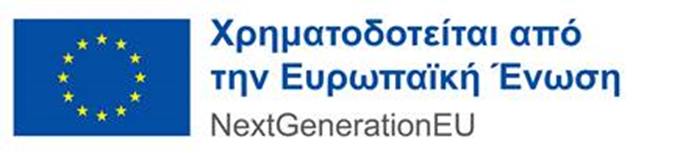 Χρηματοδοτείται από
την Ευρωπαϊκή Ένωση
NextGenerationEU